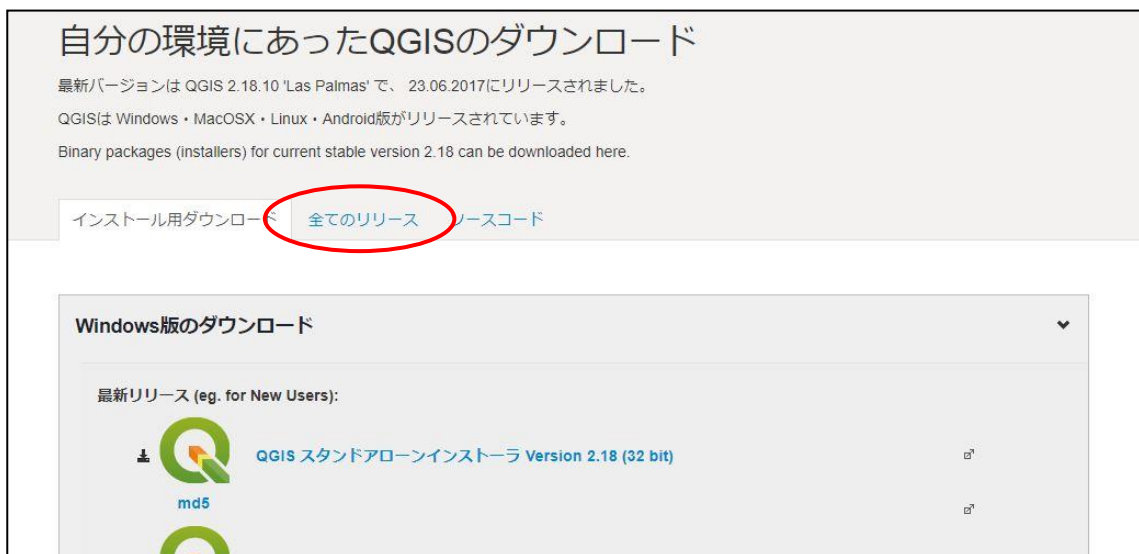 自分の環境にあったQGISのダウンロード
最新バージョンは QGIS 2.18.10 'Las Palmas' で、 23.06.2017にリリースされました。
QGISは Windows・MacOSX・Linux・Android版がリリースされています。
Binary packages (installers) for current stable version 2.18 can be downloaded here.
インストール用ダウンロード 全てのリリース ソースコード
Windows版のダウンロード
最新リリース (eg. for New Users):
QGIS スタンドアローンインストーラ Version 2.18 (32 bit)
md5